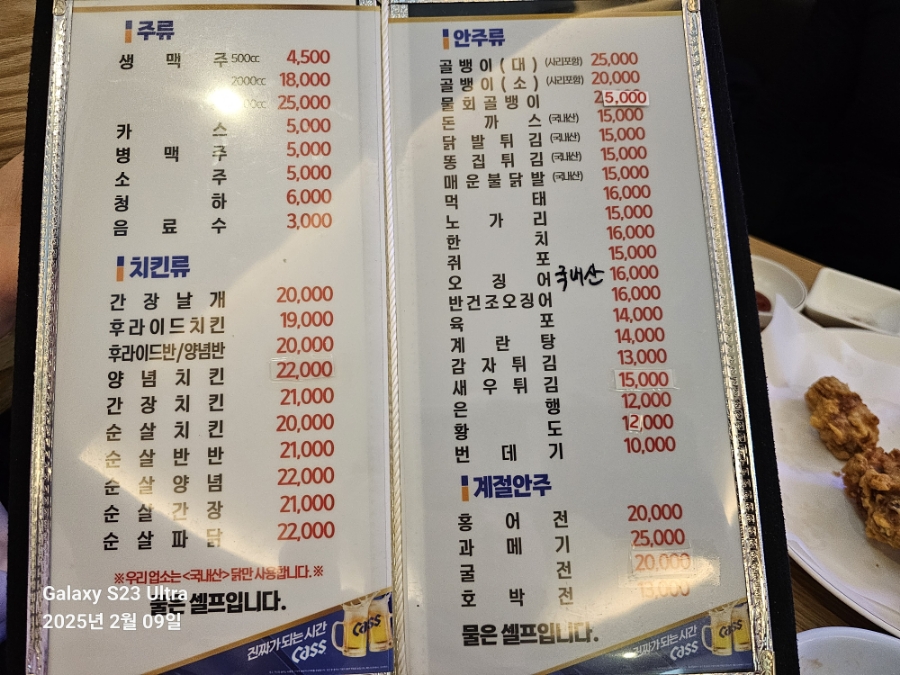 주류
생 맥 주 500cc 4,500
2000cc 18,000
25,000
카 스 5,000
병 맥 주 5,000
소 주 5,000
청 하 6,000
음 료 수 3,000
치킨류
간 장 날 개 20,000
후라이드치킨 19,000
후라이드반/양념반 20,000
양 념 치 킨 22,000
간 장 치 킨 21,000
순 살 치 킨 20,000
순 살 반 반 21,000
순 살 양 념 22,000
순 살 간 장 21,000
순 살 파 닭 22,000
※우리 업소는 <국내산> 닭만 사용합니다.※
물은 셀프입니다.
진짜가 되는 시간
Cass
Cass
안주류
골뱅이(대) (사리포함) 25,000
골뱅이(소) (사리포함) 20,000
물회골뱅이 25,000
돈 까 스 (국내산) 15,000
닭 발 튀 김 (국내산) 15,000
똥 집 튀 김 (국내산) 15,000
매운불닭발 (국내산) 15,000
먹 태 16,000
노 가 리 15,000
한 치 16,000
쥐 포 15,000
오 징 어 국내산 16,000
반건조오징어 16,000
육 포 14,000
계 란 탕 14,000
감 자 튀 김 13,000
새 우 튀 김 15,000
은 행 12,000
황 도 12,000
번 데 기 10,000
계절안주
홍 어 전 20,000
과 메 기 25,000
굴 전 20,000
호 박 전
물은 셀프입니다.
진짜가 되는 시간
Cass
Cass
Galaxy S23 Ultra
2025년 2월 09일